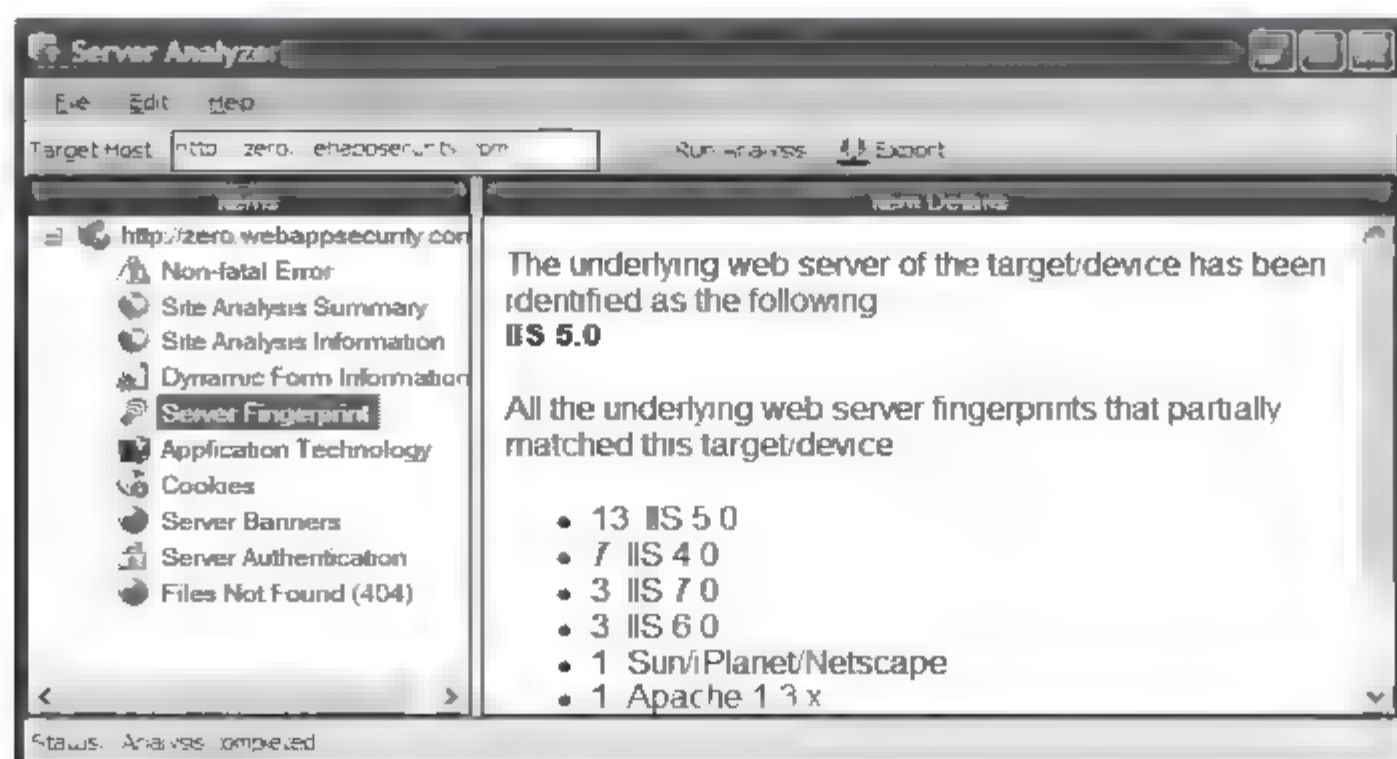 Server Analyzer
Edit Help
Target Host
Export
http://zero.webappsecurity.com
Non-fatal Error
Site Analysis Summary
Site Analysis Information
Dynamic Form Information
Server Fingerprint
Application Technology
Cookies
Server Banners
Server Authentication
Files Not Found (404)
The underlying web server of the target/device has been
identified as the following
IIS 5.0
All the underlying web server fingerprints that partially
matched this target/device
• 13 IIS 5 0
• 7 IIS 4 0
• 3 IIS 7 0
• 3 IIS 6 0
• 1 Sun/iPlanet/Netscape
• 1 Apache 1 3 x
Status: Analysis completed